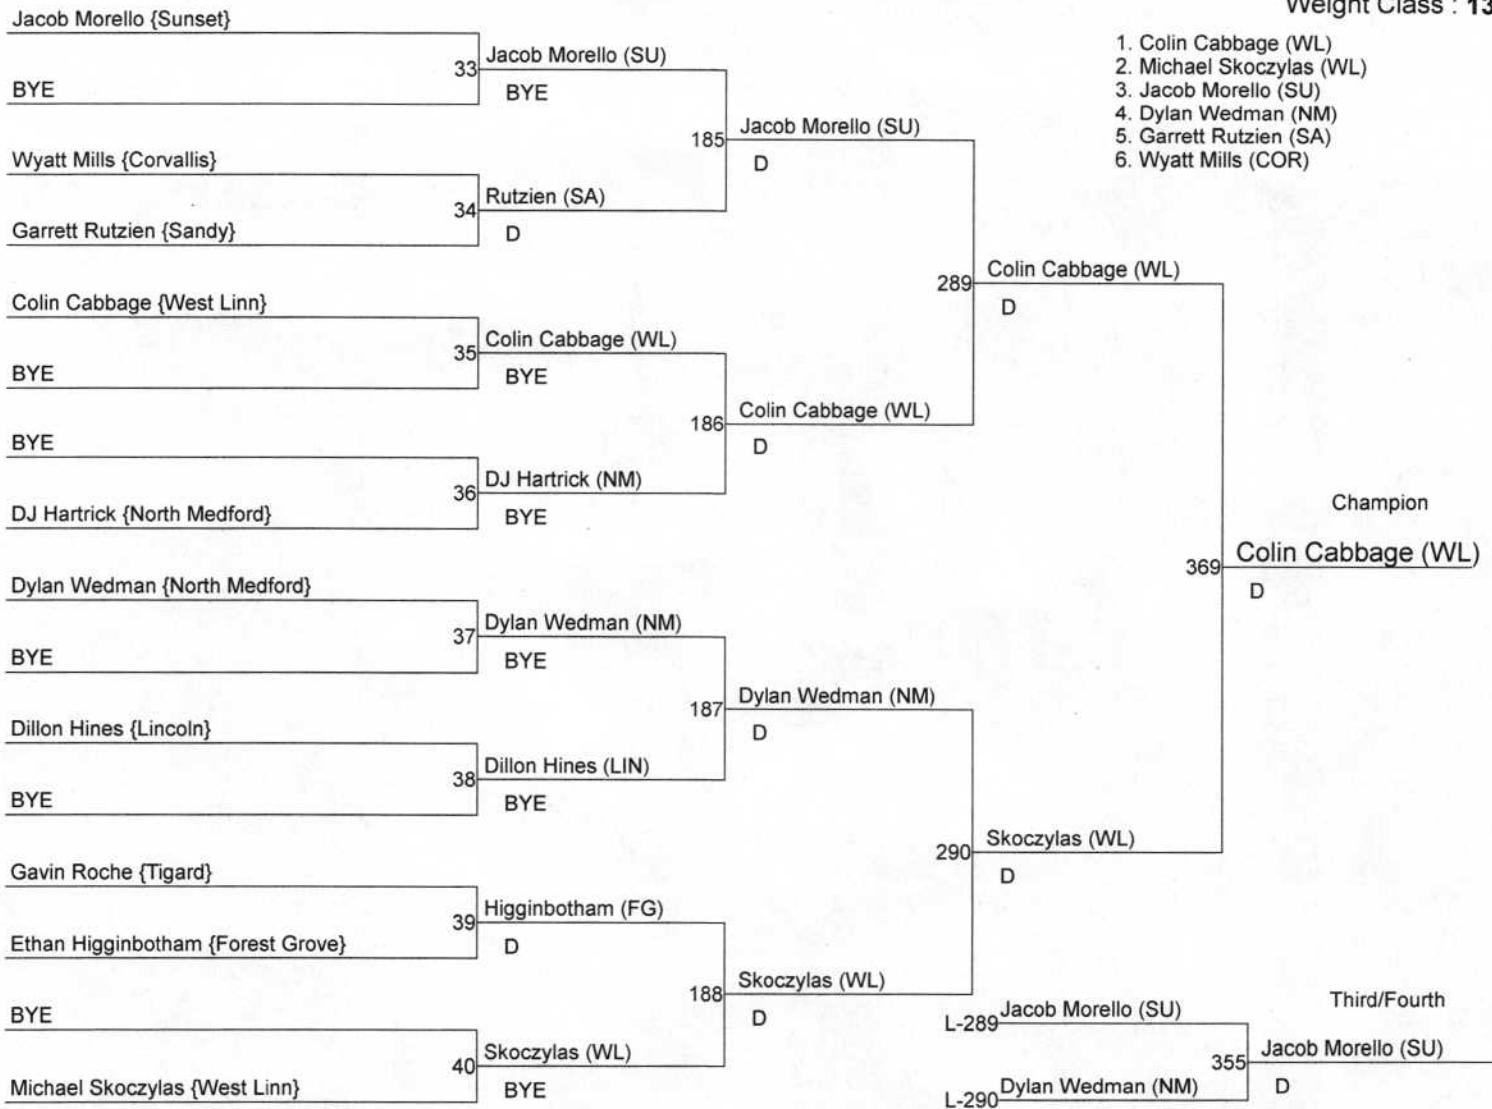 Weight Class : 13
1. Colin Cabbage (WL)
2. Michael Skoczylas (WL)
3. Jacob Morello (SU)
4. Dylan Wedman (NM)
5. Garrett Rutzien (SA)
6. Wyatt Mills (COR)
Jacob Morello {Sunset}
BYE
33
Jacob Morello (SU)
BYE
Wyatt Mills {Corvallis}
Garrett Rutzien {Sandy}
34
Rutzien (SA)
D
185
Jacob Morello (SU)
D
Colin Cabbage {West Linn}
BYE
35
Colin Cabbage (WL)
BYE
BYE
DJ Hartrick {North Medford}
36
DJ Hartrick (NM)
BYE
186
Colin Cabbage (WL)
D
289
Colin Cabbage (WL)
D
Dylan Wedman {North Medford}
BYE
37
Dylan Wedman (NM)
BYE
Dillon Hines {Lincoln}
BYE
38
Dillon Hines (LIN)
BYE
187
Dylan Wedman (NM)
D
Gavin Roche {Tigard}
Ethan Higginbotham {Forest Grove}
39
Higginbotham (FG)
D
BYE
Michael Skoczylas {West Linn}
40
Skoczylas (WL)
BYE
188
Skoczylas (WL)
D
290
Skoczylas (WL)
D
Champion
369
Colin Cabbage (WL)
D
Third/Fourth
L-289
Jacob Morello (SU)
L-290
Dylan Wedman (NM)
355
Jacob Morello (SU)
D